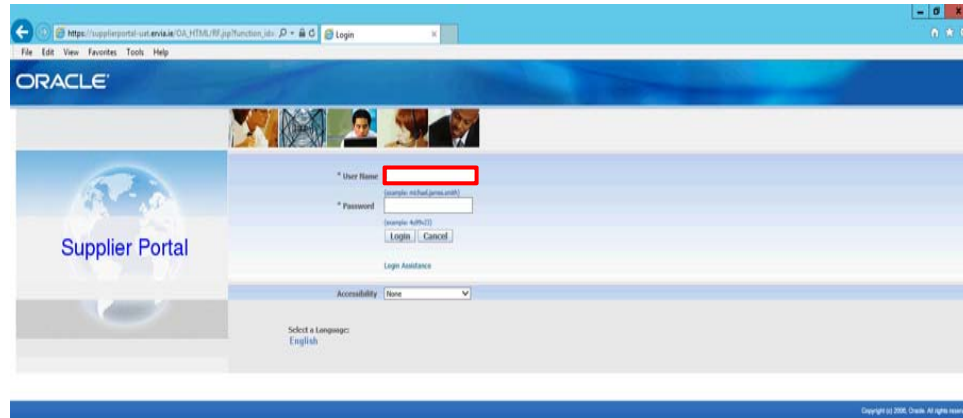 https://supplierportal-uat.ervia.ie/OA_HTML/RF.jsp?function_id=
Login
File Edit View Favorites Tools Help
ORACLE
* User Name
(example: michael.james.smith)
* Password
(example: 4u99v23)
Login Cancel
Supplier Portal
Login Assistance
Accessibility None
Select a Language:
English
Copyright (c) 2006, Oracle. All rights